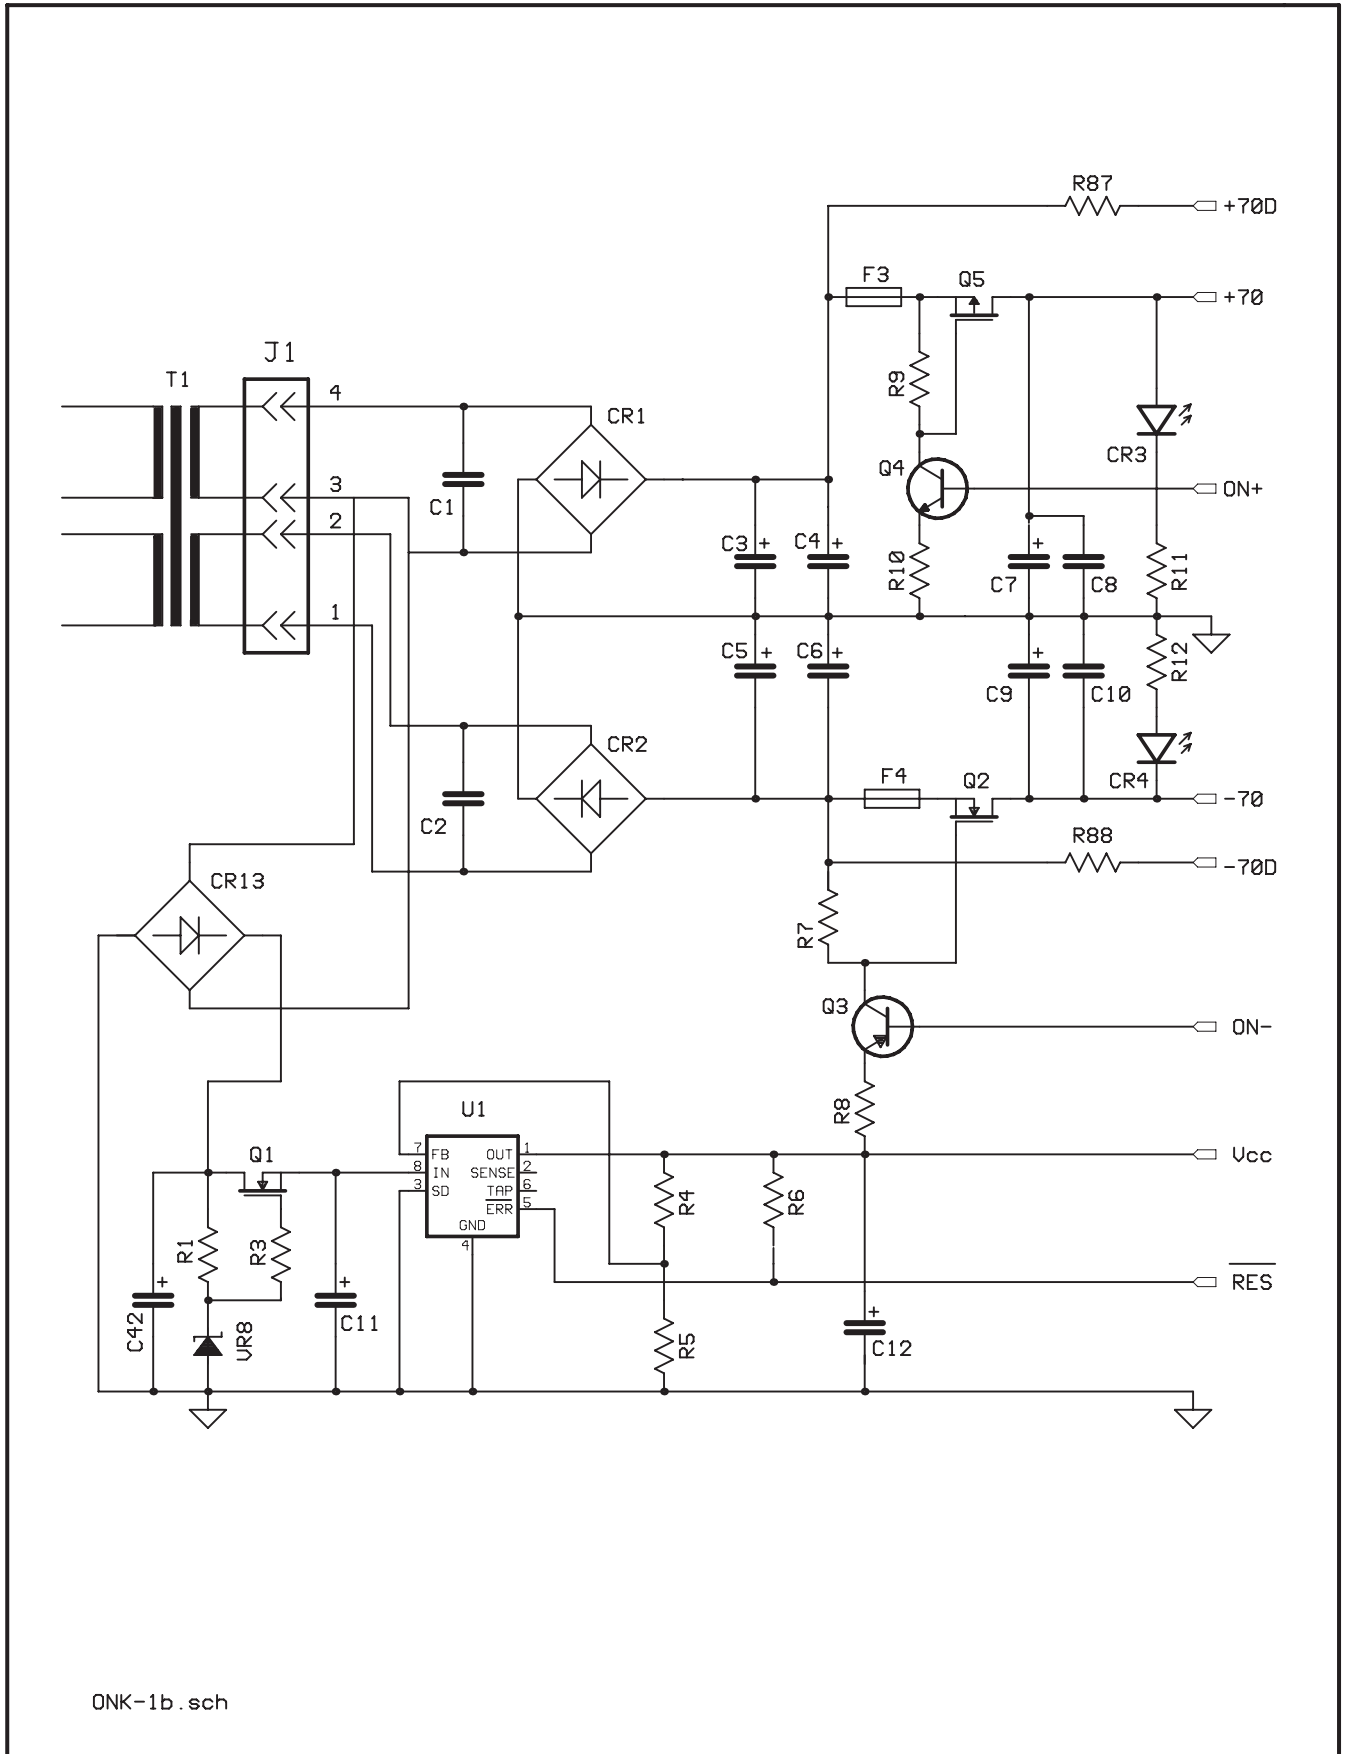 R87
+70D
F3
Q5
+70
J1
T1
4
CR1
R9
CR3
Q4
3
C1
ON+
2
C3 +
C4 +
R10
+
C7
C8
R11
1
C5 +
C6 +
+
C9
C10
R12
CR2
CR4
F4
Q2
-70
C2
R88
-70D
CR13
R7
Q3
ON-
U1
R8
Q1
7 FB OUT 1
8 IN SENSE 2
3 SD TAP 6
ERR 5
GND
4
Vcc
R1
R3
R4
R6
+
C42
+
C11
RES
VR8
R5
+
C12
ONK-1b.sch